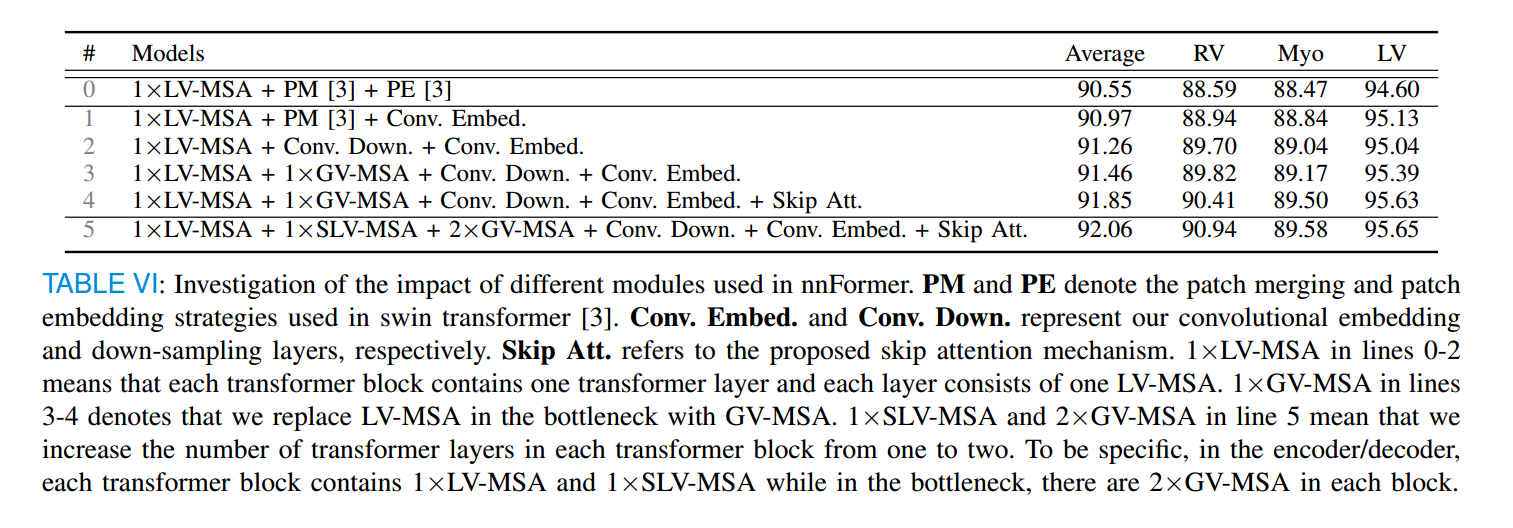 # Models Average RV Myo LV
0 1×LV-MSA + PM [3] + PE [3] 90.55 88.59 88.47 94.60
1 1×LV-MSA + PM [3] + Conv. Embed. 90.97 88.94 88.84 95.13
2 1×LV-MSA + Conv. Down. + Conv. Embed. 91.26 89.70 89.04 95.04
3 1×LV-MSA + 1×GV-MSA + Conv. Down. + Conv. Embed. 91.46 89.82 89.17 95.39
4 1×LV-MSA + 1×GV-MSA + Conv. Down. + Conv. Embed. + Skip Att. 91.85 90.41 89.50 95.63
5 1×LV-MSA + 1×SLV-MSA + 2×GV-MSA + Conv. Down. + Conv. Embed. + Skip Att. 92.06 90.94 89.58 95.65
TABLE VI: Investigation of the impact of different modules used in nnFormer. PM and PE denote the patch merging and patch
embedding strategies used in swin transformer [3]. Conv. Embed. and Conv. Down. represent our convolutional embedding
and down-sampling layers, respectively. Skip Att. refers to the proposed skip attention mechanism. 1×LV-MSA in lines 0-2
means that each transformer block contains one transformer layer and each layer consists of one LV-MSA. 1×GV-MSA in lines
3-4 denotes that we replace LV-MSA in the bottleneck with GV-MSA. 1×SLV-MSA and 2×GV-MSA in line 5 mean that we
increase the number of transformer layers in each transformer block from one to two. To be specific, in the encoder/decoder,
each transformer block contains 1×LV-MSA and 1×SLV-MSA while in the bottleneck, there are 2×GV-MSA in each block.